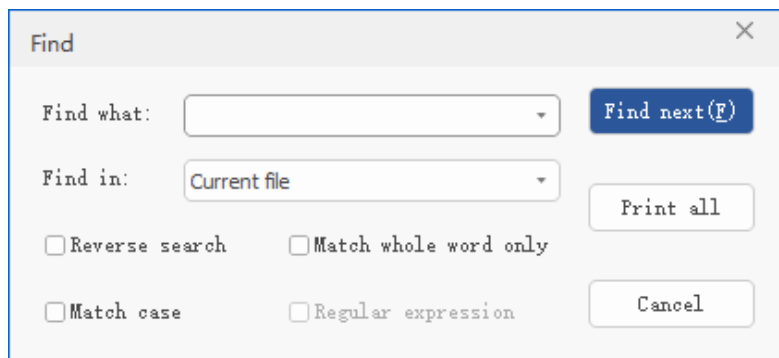 Find
Find what:
Find next(F)
Find in:
Current file
Print all
Reverse search
Match whole word only
Match case
Regular expression
Cancel